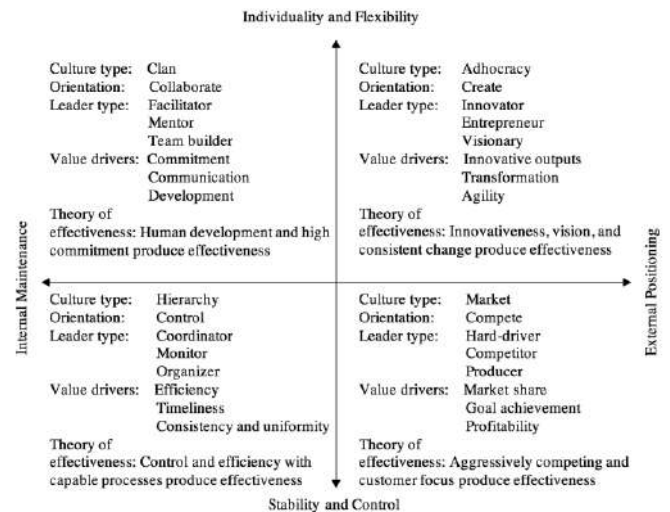 Individuality and Flexibility
Culture type: Clan
Orientation: Collaborate
Leader type: Facilitator
Mentor
Team builder
Value drivers: Commitment
Communication
Development
Theory of
effectiveness: Human development and high
commitment produce effectiveness
Culture type: Adhocracy
Orientation: Create
Leader type: Innovator
Entrepreneur
Visionary
Value drivers: Innovative outputs
Transformation
Agility
Theory of
effectiveness: Innovativeness, vision, and
consistent change produce effectiveness
Internal Maintenance
External Positioning
Culture type: Hierarchy
Orientation: Control
Leader type: Coordinator
Monitor
Organizer
Value drivers: Efficiency
Timeliness
Consistency and uniformity
Theory of
effectiveness: Control and efficiency with
capable processes produce effectiveness
Culture type: Market
Orientation: Compete
Leader type: Hard-driver
Competitor
Producer
Value drivers: Market share
Goal achievement
Profitability
Theory of
effectiveness: Aggressively competing and
customer focus produce effectiveness
Stability and Control